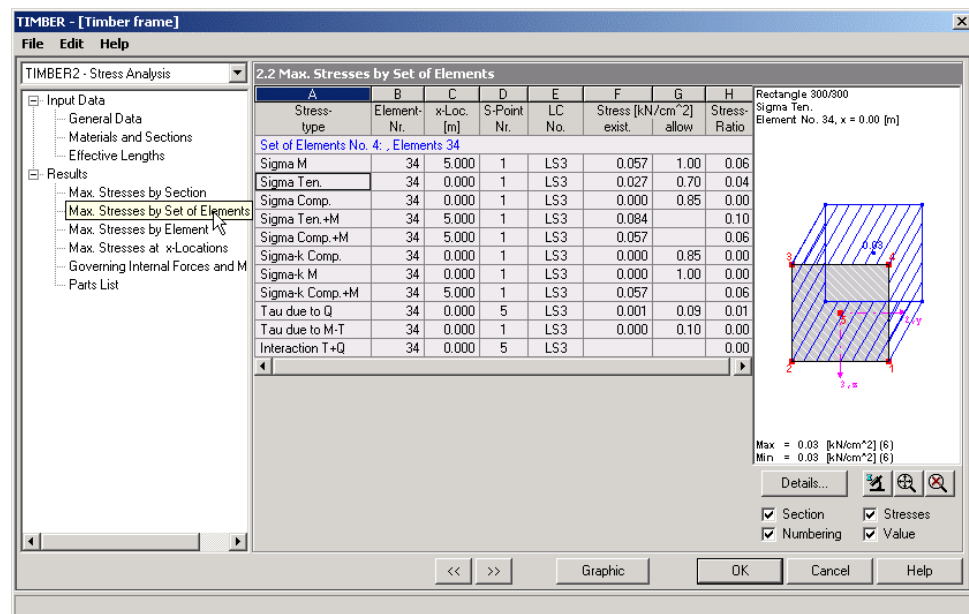 TIMBER - [Timber frame]
File Edit Help
TIMBER2 - Stress Analysis
Input Data
General Data
Materials and Sections
Effective Lengths
Results
Max. Stresses by Section
Max. Stresses by Set of Elements
Max. Stresses by Element
Max. Stresses at x-Locations
Governing Internal Forces and M
Parts List
2.2 Max. Stresses by Set of Elements
A B C D E F G H
Stress- Element- x-Loc. S-Point LC Stress [kN/cm^2] Stress-
type Nr. [m] Nr. No. exist. allow Ratio
Set of Elements No. 4: , Elements 34
Sigma M 34 5.000 1 LS3 0.057 1.00 0.06
Sigma Ten. 34 0.000 1 LS3 0.027 0.70 0.04
Sigma Comp. 34 0.000 1 LS3 0.000 0.85 0.00
Sigma Ten.+M 34 5.000 1 LS3 0.084 0.10
Sigma Comp.+M 34 5.000 1 LS3 0.057 0.06
Sigma-k Comp. 34 0.000 1 LS3 0.000 0.85 0.00
Sigma-k M 34 0.000 1 LS3 0.000 1.00 0.00
Sigma-k Comp.+M 34 5.000 1 LS3 0.057 0.06
Tau due to Q 34 0.000 5 LS3 0.001 0.09 0.01
Tau due to M-T 34 0.000 1 LS3 0.000 0.10 0.00
Interaction T+Q 34 0.000 5 LS3 0.00
Rectangle 300/300
Sigma Ten.
Element No. 34, x = 0.00 [m]
0.03
3 4
5
2,y
2 1
3,z
Max = 0.03 [kN/cm^2] (6)
Min = 0.03 [kN/cm^2] (6)
Details...
Section Stresses
Numbering Value
<< >> Graphic OK Cancel Help